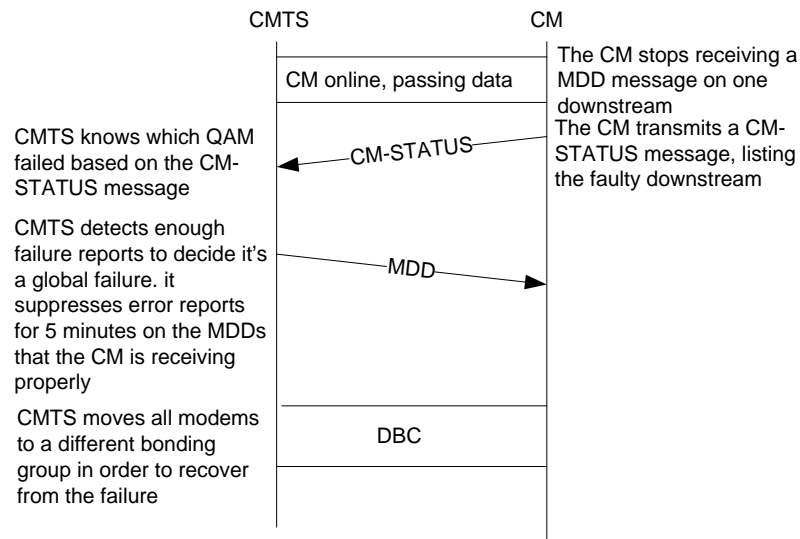 CMTS
CM
CM online, passing data
The CM stops receiving a
MDD message on one
downstream
The CM transmits a CM-
STATUS message, listing
the faulty downstream
CM-STATUS
CMTS knows which QAM
failed based on the CM-
STATUS message
CMTS detects enough
failure reports to decide it's
a global failure. it
suppresses error reports
for 5 minutes on the MDDs
that the CM is receiving
properly
MDD
CMTS moves all modems
to a different bonding
group in order to recover
from the failure
DBC